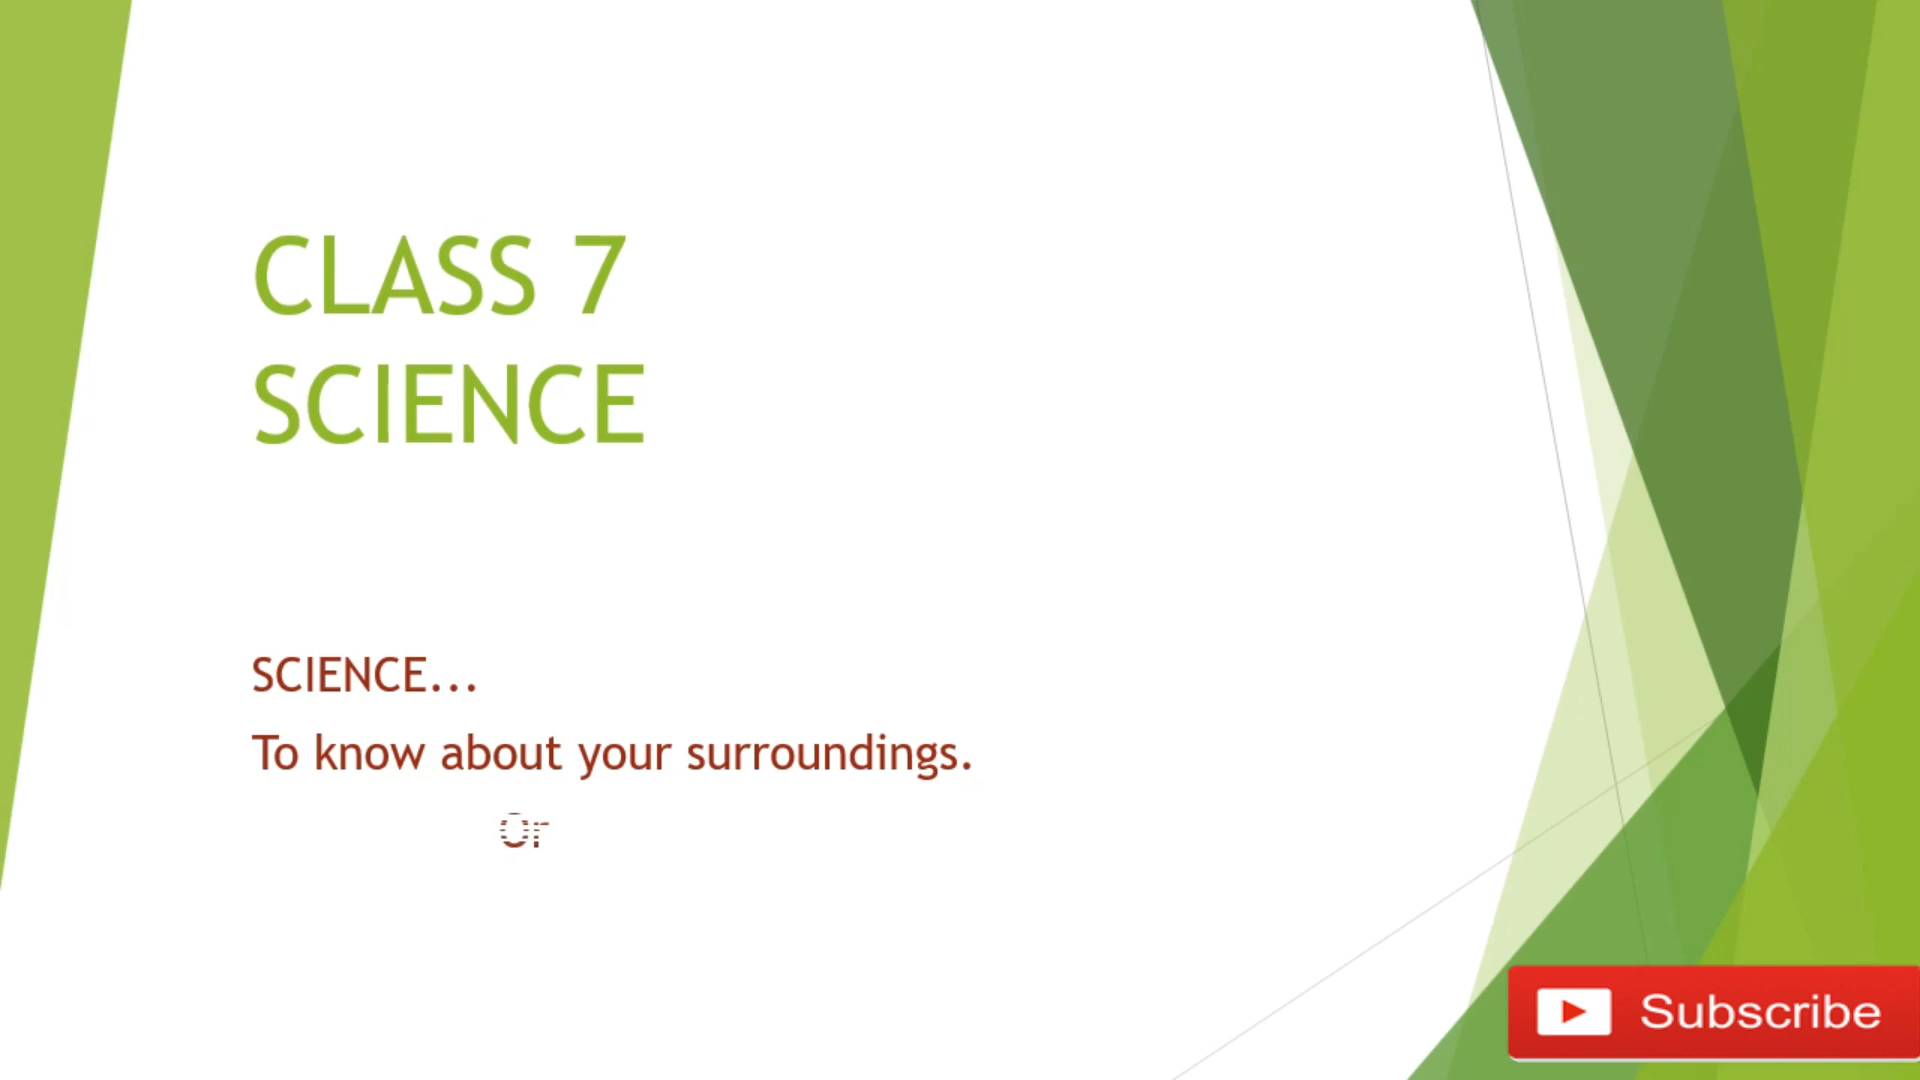 CLASS 7
SCIENCE
SCIENCE...
To know about your surroundings.
Or
Subscribe